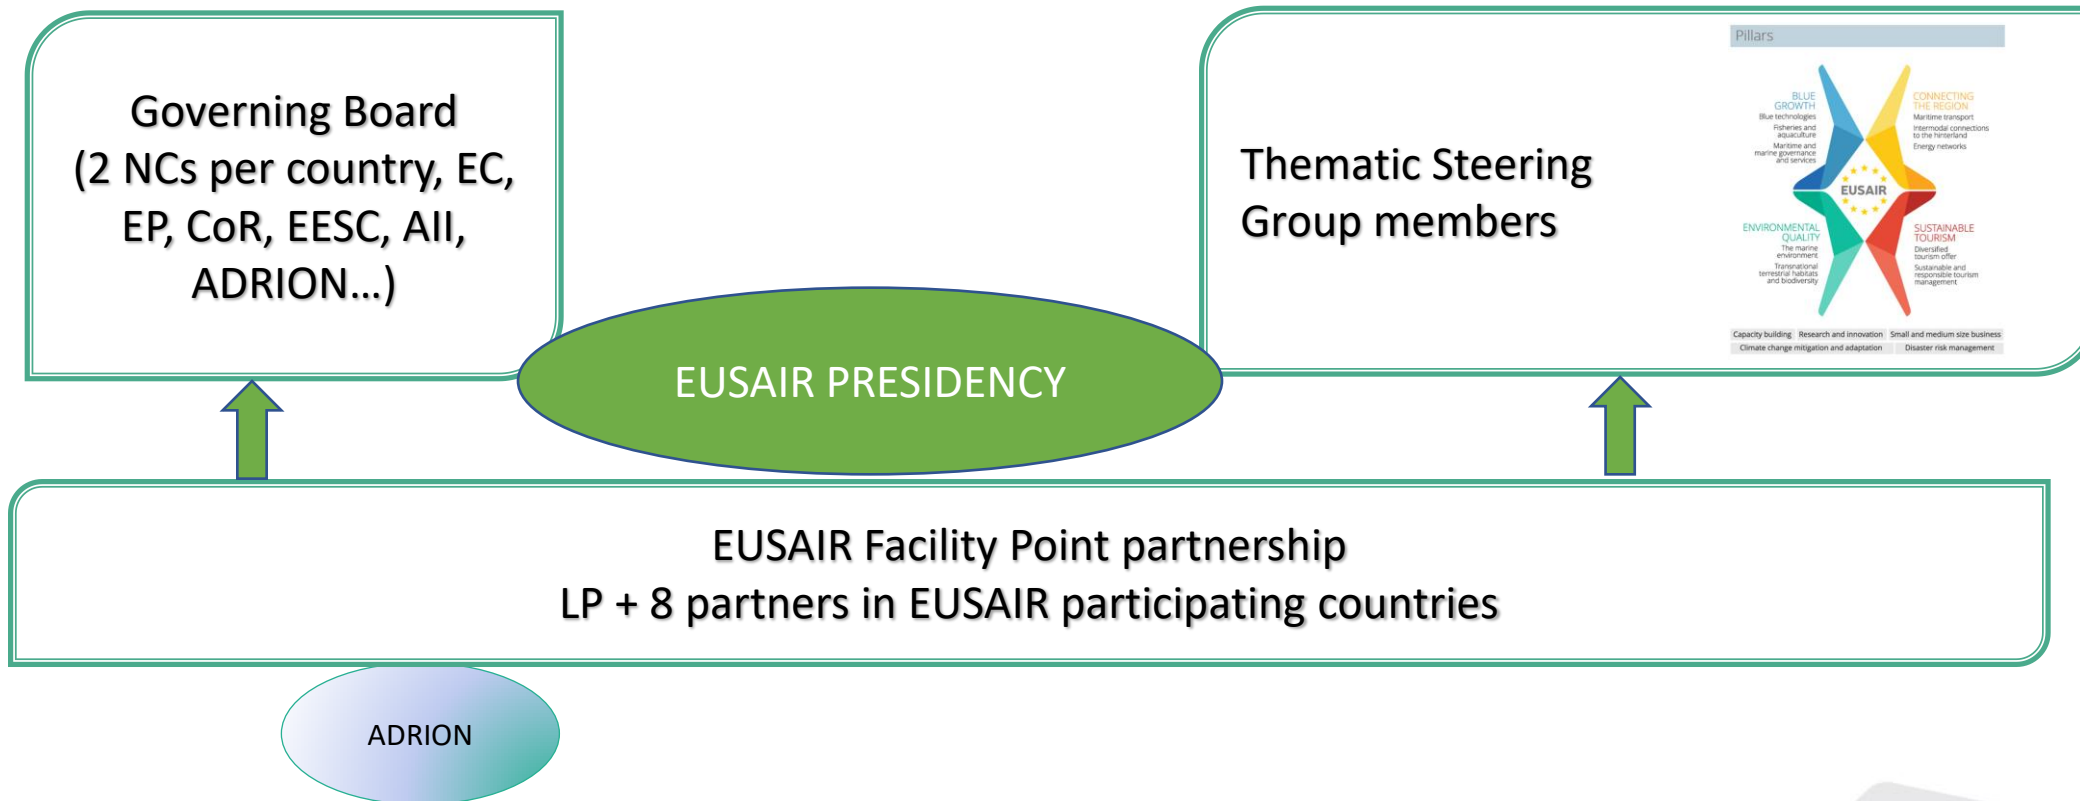 Governing Board
(2 NCs per country, EC,
EP, CoR, EESC, AII,
ADRION...)
EUSAIR PRESIDENCY
Thematic Steering
Group members
Pillars
BLUE
GROWTH
Blue technologies
Fisheries and
aquaculture
Maritime and
marine governance
and services
CONNECTING
THE REGION
Maritime transport
Intermodal connections
to the hinterland
Energy networks
EUSAIR
ENVIRONMENTAL
QUALITY
The marine
environment
Transnational
terrestrial habitats
and biodiversity
SUSTAINABLE
TOURISM
Diversified
tourism offer
Sustainable and
responsible tourism
management
Capacity building Research and innovation Small and medium size business
Climate change mitigation and adaptation Disaster risk management
EUSAIR Facility Point partnership
LP + 8 partners in EUSAIR participating countries
ADRION